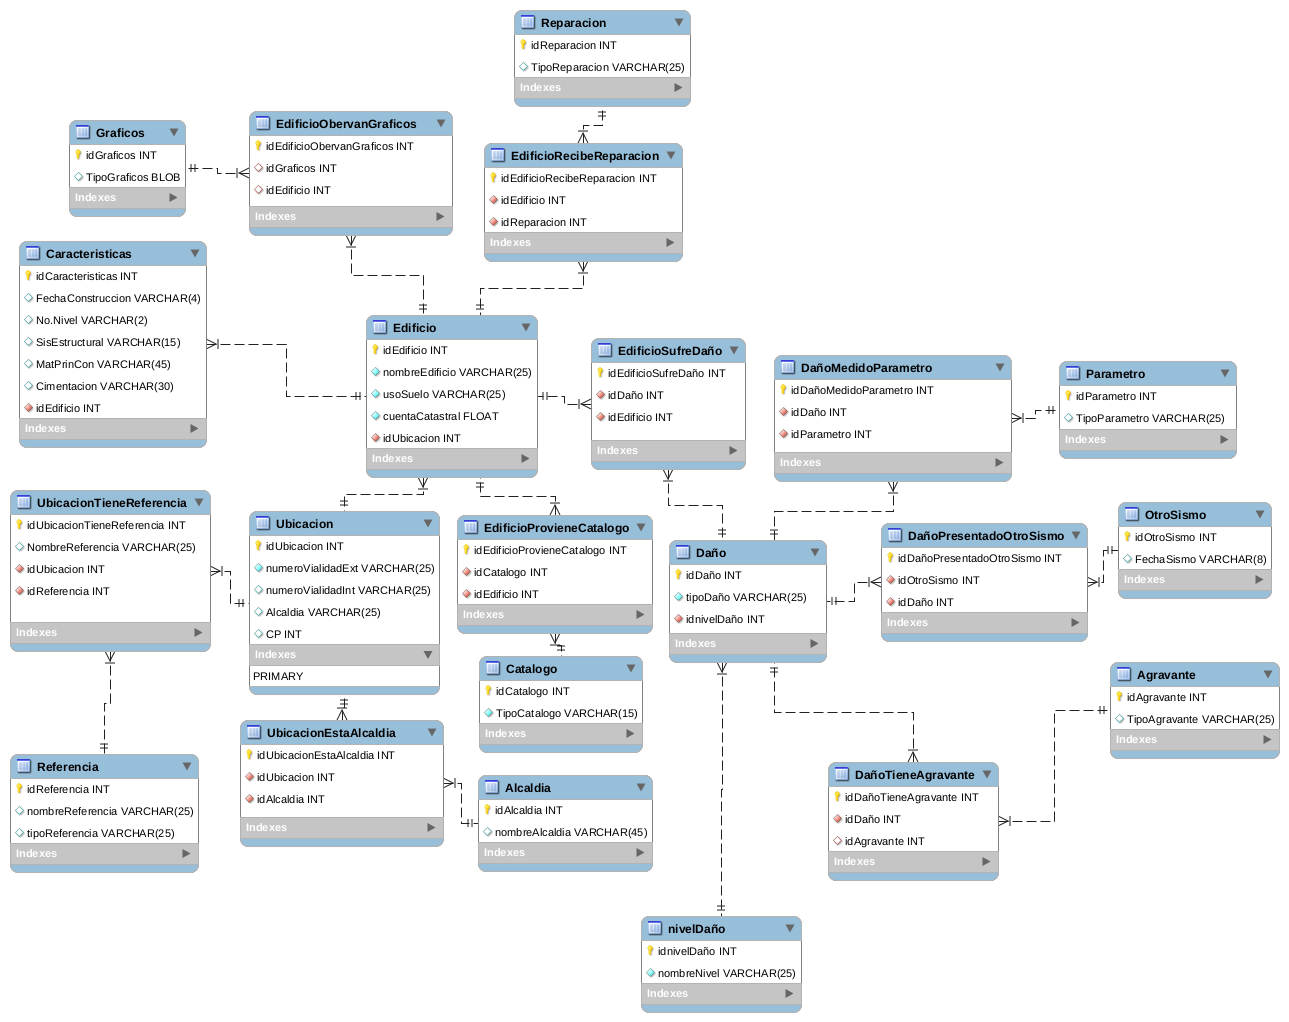 Reparacion
idReparacion INT
TipoReparacion VARCHAR(25)
Indexes
Graficos
idGraficos INT
TipoGraficos BLOB
Indexes
EdificioObervanGraficos
idEdificioObervanGraficos INT
idGraficos INT
idEdificio INT
Indexes
EdificioRecibeReparacion
idEdificioRecibeReparacion INT
idEdificio INT
idReparacion INT
Indexes
Caracteristicas
idCaracteristicas INT
FechaConstruccion VARCHAR(4)
No.Nivel VARCHAR(2)
SisEstructural VARCHAR(15)
MatPrinCon VARCHAR(45)
Cimentacion VARCHAR(30)
idEdificio INT
Indexes
Edificio
idEdificio INT
nombreEdificio VARCHAR(25)
usoSuelo VARCHAR(25)
cuentaCatastral FLOAT
idUbicacion INT
Indexes
EdificioSufreDaño
idEdificioSufreDaño INT
idDaño INT
idEdificio INT
Indexes
DañoMedidoParametro
idDañoMedidoParametro INT
idDaño INT
idParametro INT
Indexes
Parametro
idParametro INT
TipoParametro VARCHAR(25)
Indexes
UbicacionTieneReferencia
idUbicacionTieneReferencia INT
NombreReferencia VARCHAR(25)
idUbicacion INT
idReferencia INT
Indexes
Ubicacion
idUbicacion INT
numeroVialidadExt VARCHAR(25)
numeroVialidadInt VARCHAR(25)
Alcaldia VARCHAR(25)
CP INT
Indexes
PRIMARY
EdificioProvieneCatalogo
idEdificioProvieneCatalogo INT
idCatalogo INT
idEdificio INT
Indexes
Daño
idDaño INT
tipoDaño VARCHAR(25)
idnivelDaño INT
Indexes
DañoPresentadoOtroSismo
idDañoPresentadoOtroSismo INT
idOtroSismo INT
idDaño INT
Indexes
OtroSismo
idOtroSismo INT
FechaSismo VARCHAR(8)
Indexes
Catalogo
idCatalogo INT
TipoCatalogo VARCHAR(15)
Indexes
Agravante
idAgravante INT
TipoAgravante VARCHAR(25)
Indexes
UbicacionEstaAlcaldia
idUbicacionEstaAlcaldia INT
idUbicacion INT
idAlcaldia INT
Indexes
Referencia
idReferencia INT
nombreReferencia VARCHAR(25)
tipoReferencia VARCHAR(25)
Indexes
Alcaldia
idAlcaldia INT
nombreAlcaldia VARCHAR(45)
Indexes
DañoTieneAgravante
idDañoTieneAgravante INT
idDaño INT
idAgravante INT
Indexes
nivelDaño
idnivelDaño INT
nombreNivel VARCHAR(25)
Indexes